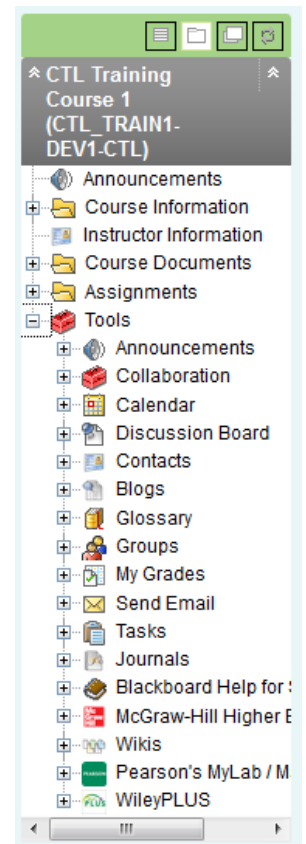 CTL Training
Course 1
(CTL_TRAIN1-
DEV1-CTL)
Announcements
Course Information
Instructor Information
Course Documents
Assignments
Tools
Announcements
Collaboration
Calendar
Discussion Board
Contacts
Blogs
Glossary
Groups
My Grades
Send Email
Tasks
Journals
Blackboard Help for
McGraw-Hill Higher
Wikis
Pearson's MyLab / M
PLUS WileyPLUS